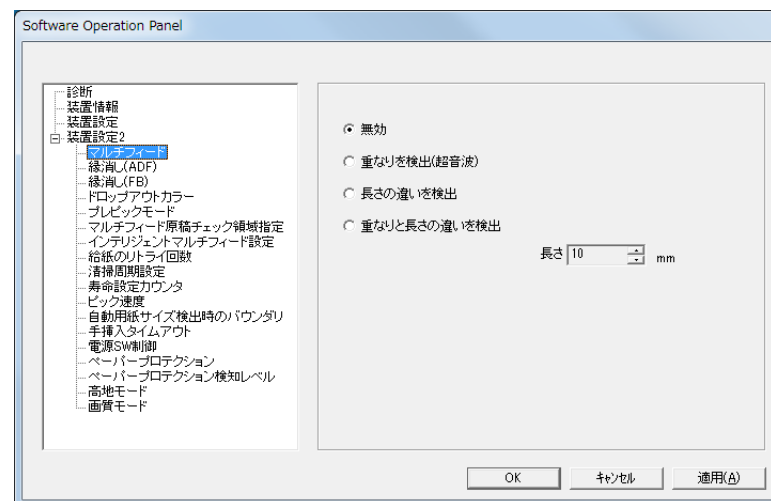 Software Operation Panel
診断
装置情報
装置設定
装置設定2
マルチフィード
縁消し(ADF)
縁消し(FB)
ドロップアウトカラー
プレピックモード
マルチフィード原稿チェック領域指定
インテリジェントマルチフィード設定
給紙のリトライ回数
清掃周期設定
寿命設定カウンタ
ピック速度
自動用紙サイズ検出時のバウンダリ
手挿入タイムアウト
電源SW制御
ペーパープロテクション
ペーパープロテクション検知レベル
高地モード
画質モード
無効
重なりを検出(超音波)
長さの違いを検出
重なりと長さの違いを検出
長さ 10 mm
OK キャンセル 適用(A)